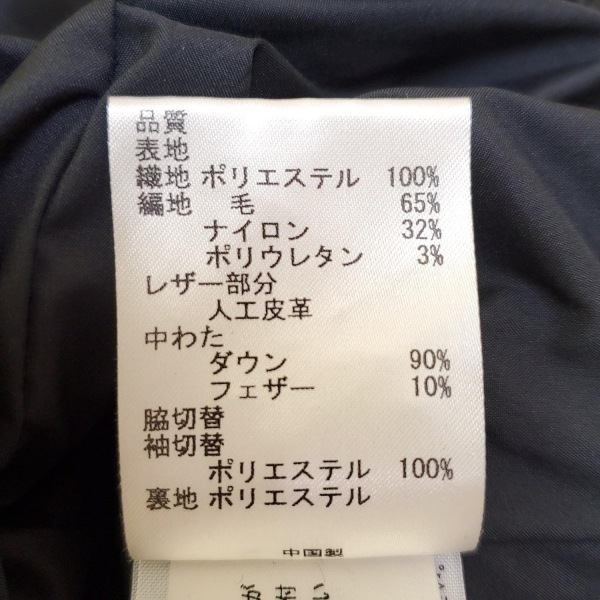 品質
表地
織地 ポリエステル 100%
編地 毛 65%
ナイロン 32%
ポリウレタン 3%
レザー部分
人工皮革
中わた
ダウン 90%
フェザー 10%
脇切替
袖切替
ポリエステル 100%
裏地 ポリエステル
中国製